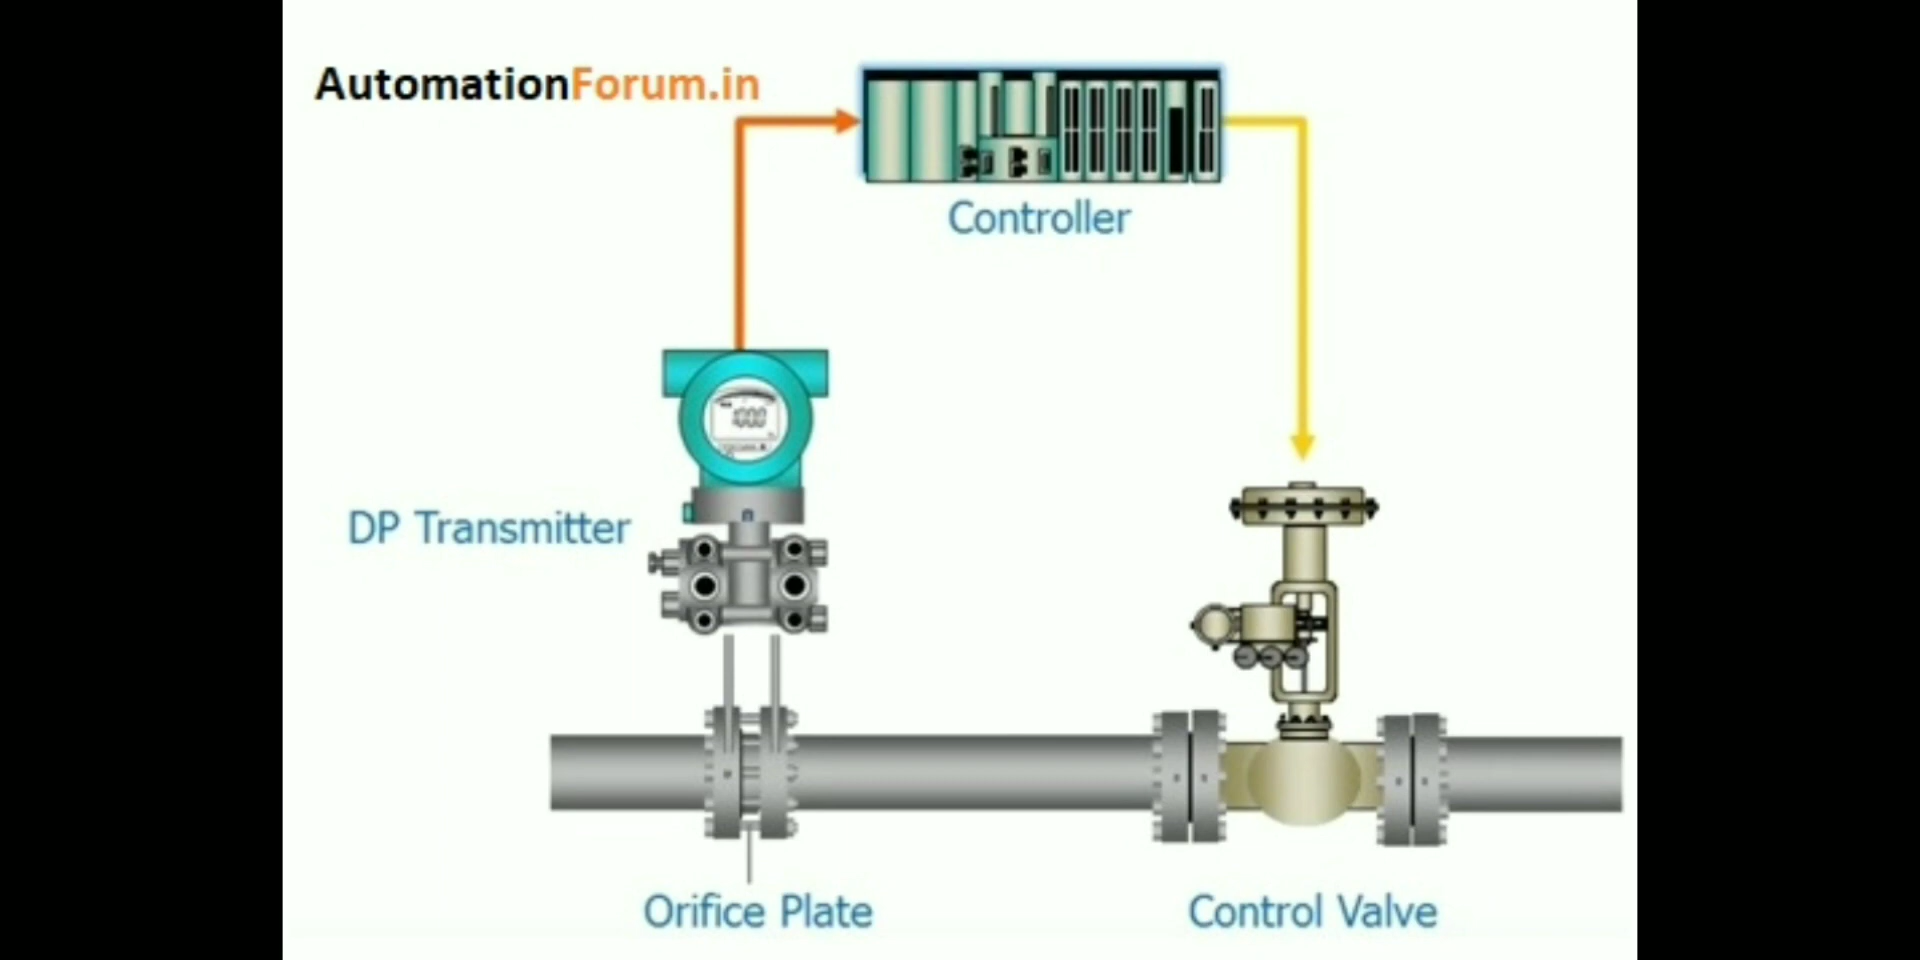 AutomationForum.in
Controller
DP Transmitter
Orifice Plate
Control Valve